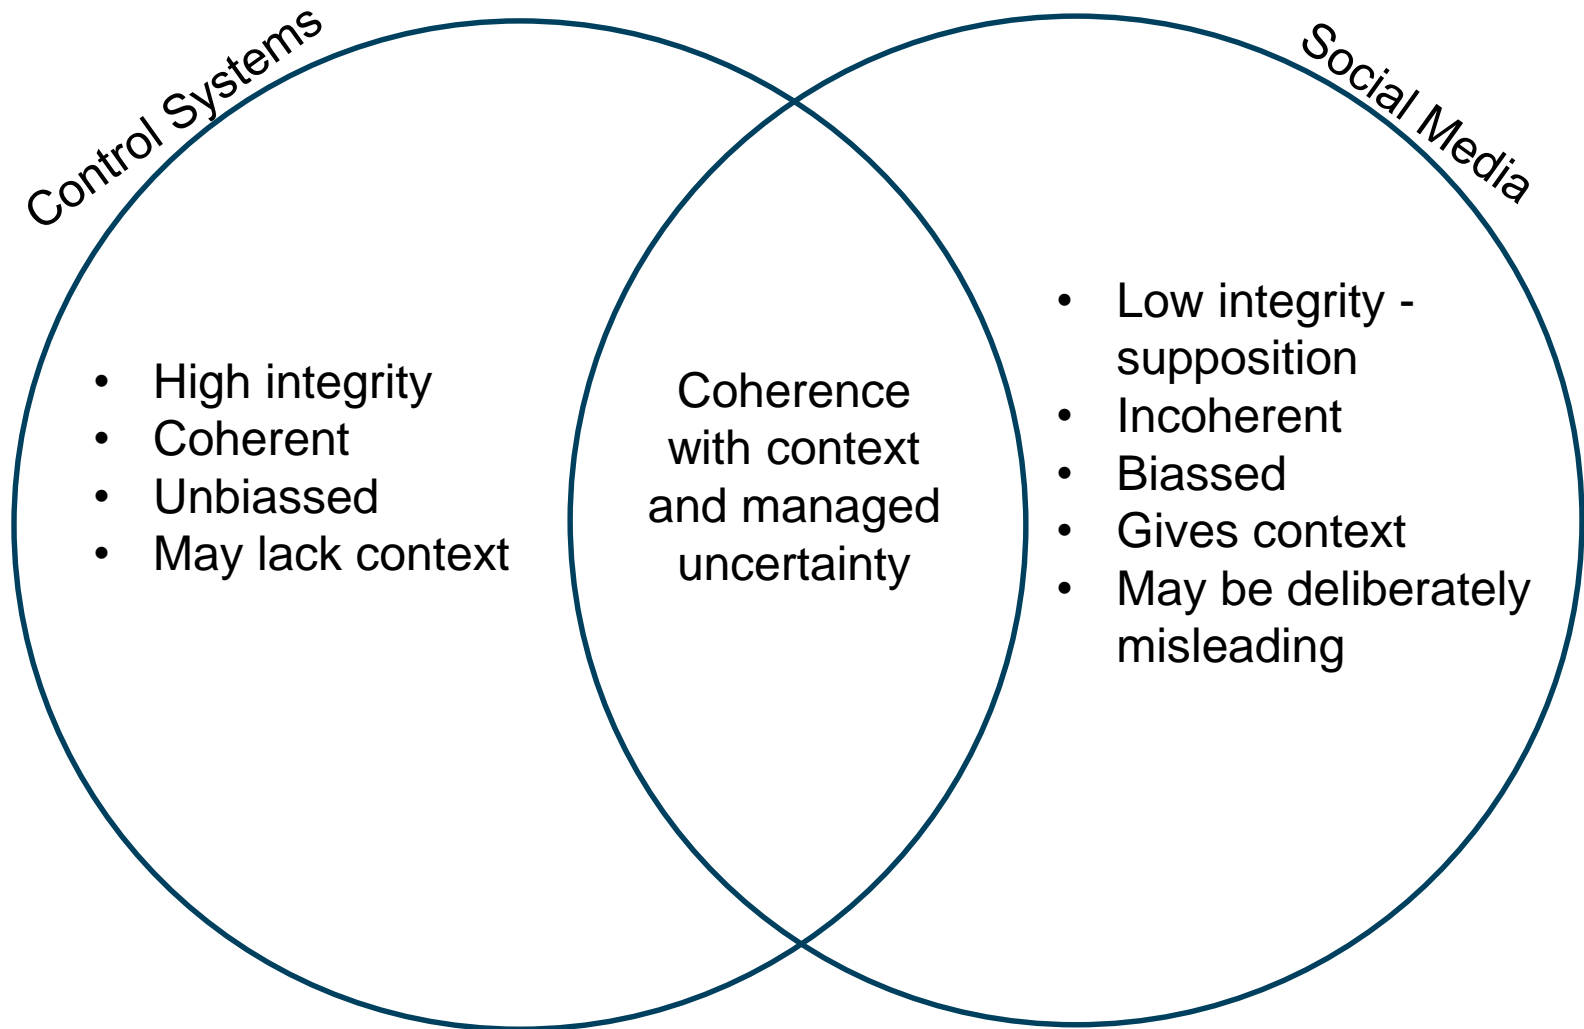 Control Systems
Social Media
• High integrity
• Coherent
• Unbiassed
• May lack context
Coherence
with context
and managed
uncertainty
• Low integrity -
supposition
• Incoherent
• Biassed
• Gives context
• May be deliberately
misleading